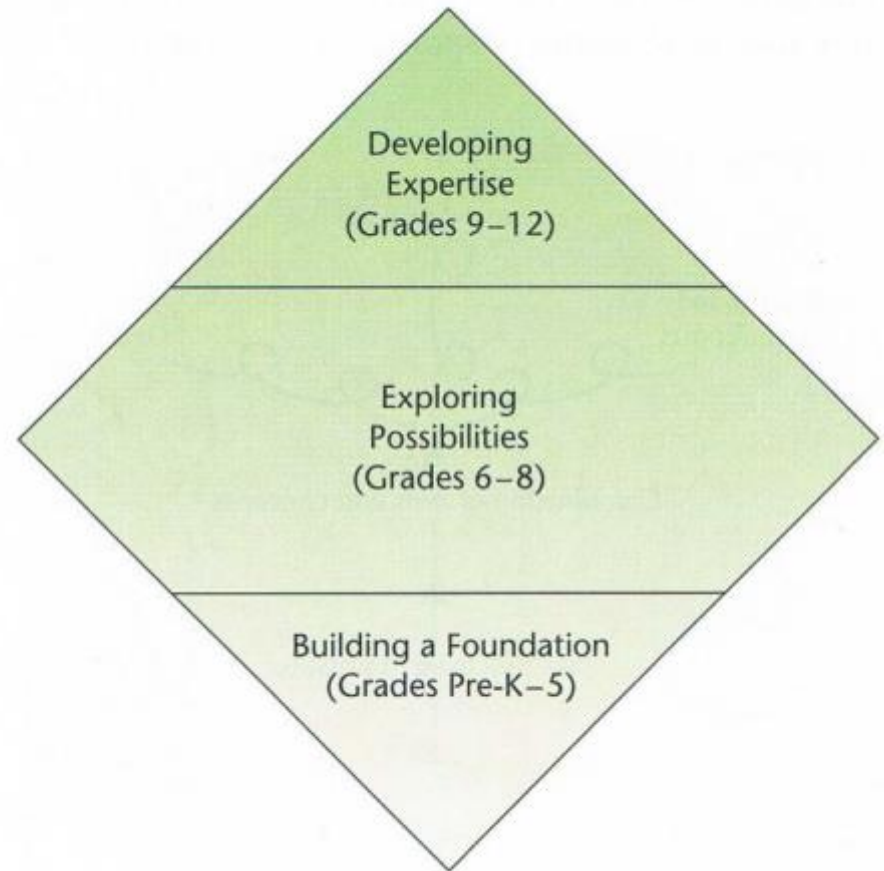 Developing
Expertise
(Grades 9–12)
Exploring
Possibilities
(Grades 6–8)
Building a Foundation
(Grades Pre-K–5)